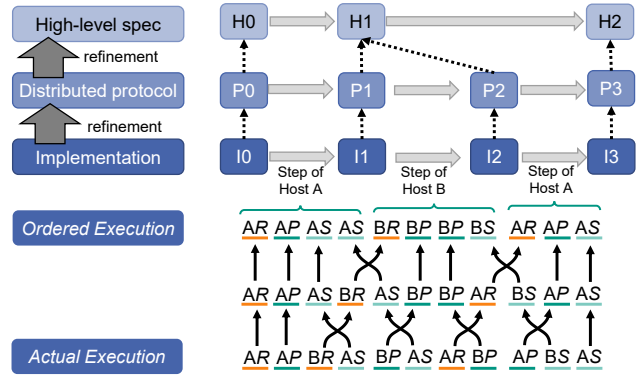 High-level spec H0 H1 H2
refinement
Distributed protocol P0 P1 P2 P3
refinement
Implementation I0 I1 I2 I3
Step of Host A Step of Host B Step of Host A
Ordered Execution AR AP AS AS BR BP BP BS AR AP AS
AR AP AS BR AS BP BP AR BS AP AS
Actual Execution AR AP BR AS BP AS AR BP AP BS AS